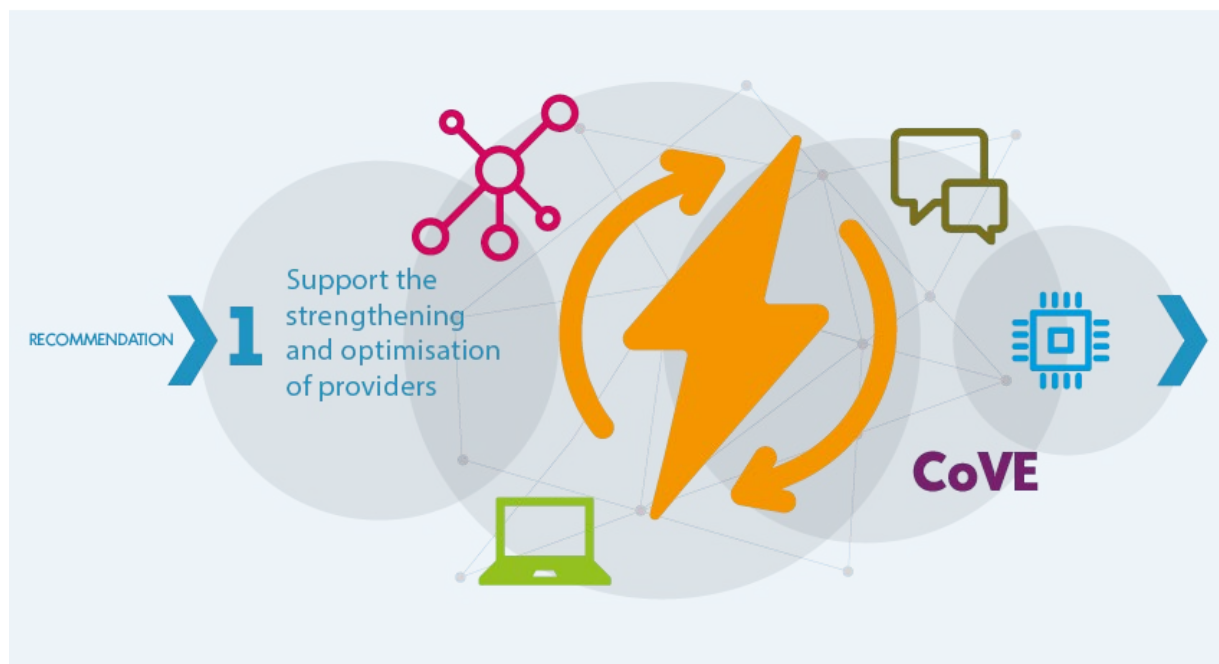 RECOMMENDATION
1
Support the
strengthening
and optimisation
of providers
CoVE